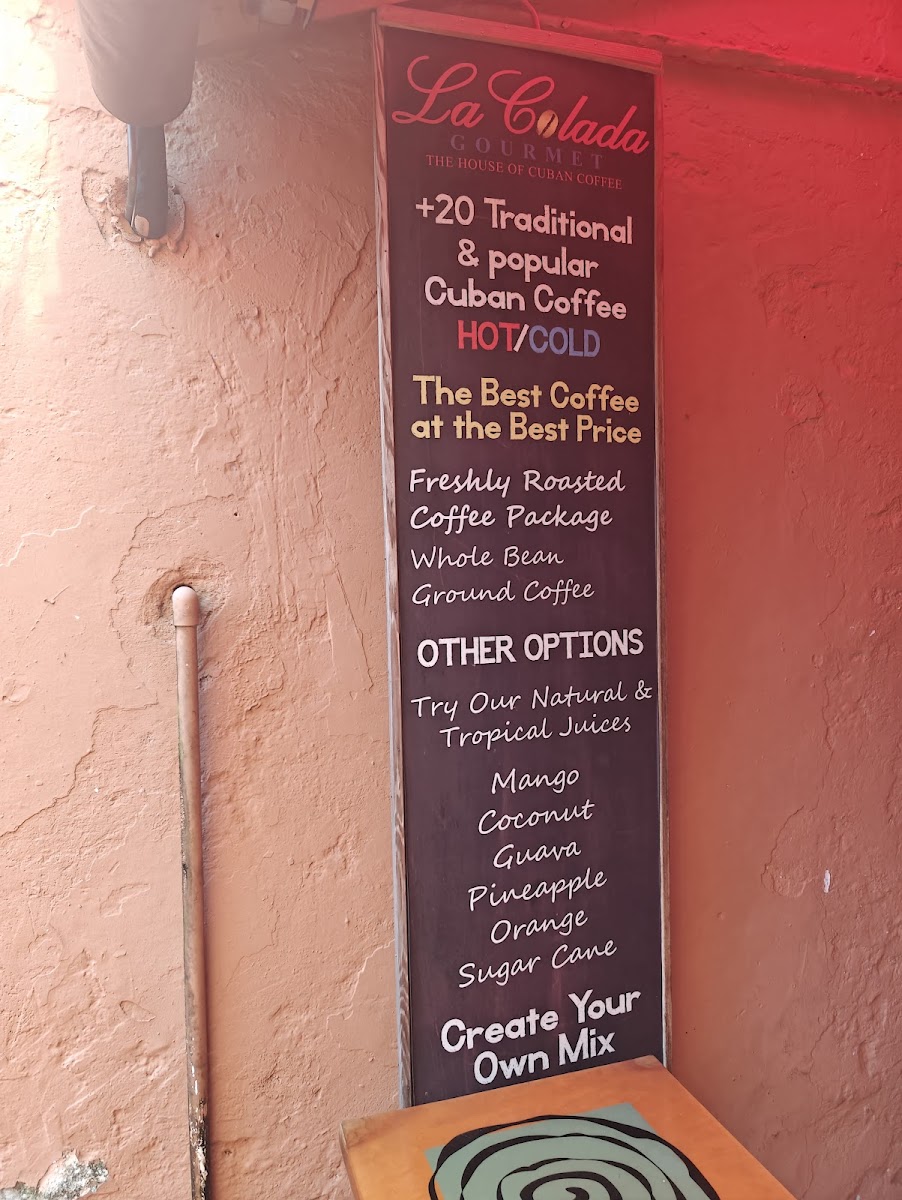 La Colada
GOURMET
THE HOUSE OF CUBAN COFFEE
+20 Traditional
& popular
Cuban Coffee
HOT/COLD
The Best Coffee
at the Best Price
Freshly Roasted
Coffee Package
Whole Bean
Ground Coffee
OTHER OPTIONS
Try Our Natural &
Tropical Juices
Mango
Coconut
Guava
Pineapple
Orange
Sugar Cane
Create Your
Own Mix